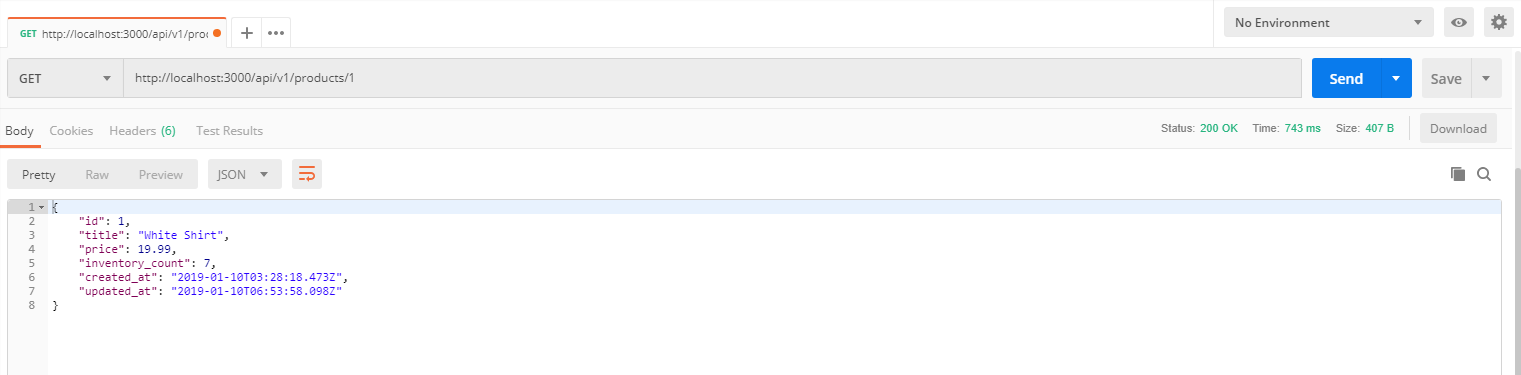 GET http://localhost:3000/api/v1/pro No Environment
GET http://localhost:3000/api/v1/products/1 Send Save
Body Cookies Headers (6) Test Results Status: 200 OK Time: 743 ms Size: 407 B Download
Pretty Raw Preview JSON
1 {
2 "id": 1,
3 "title": "White Shirt",
4 "price": 19.99,
5 "inventory_count": 7,
6 "created_at": "2019-01-10T03:28:18.473Z",
7 "updated_at": "2019-01-10T06:53:58.098Z"
8 }